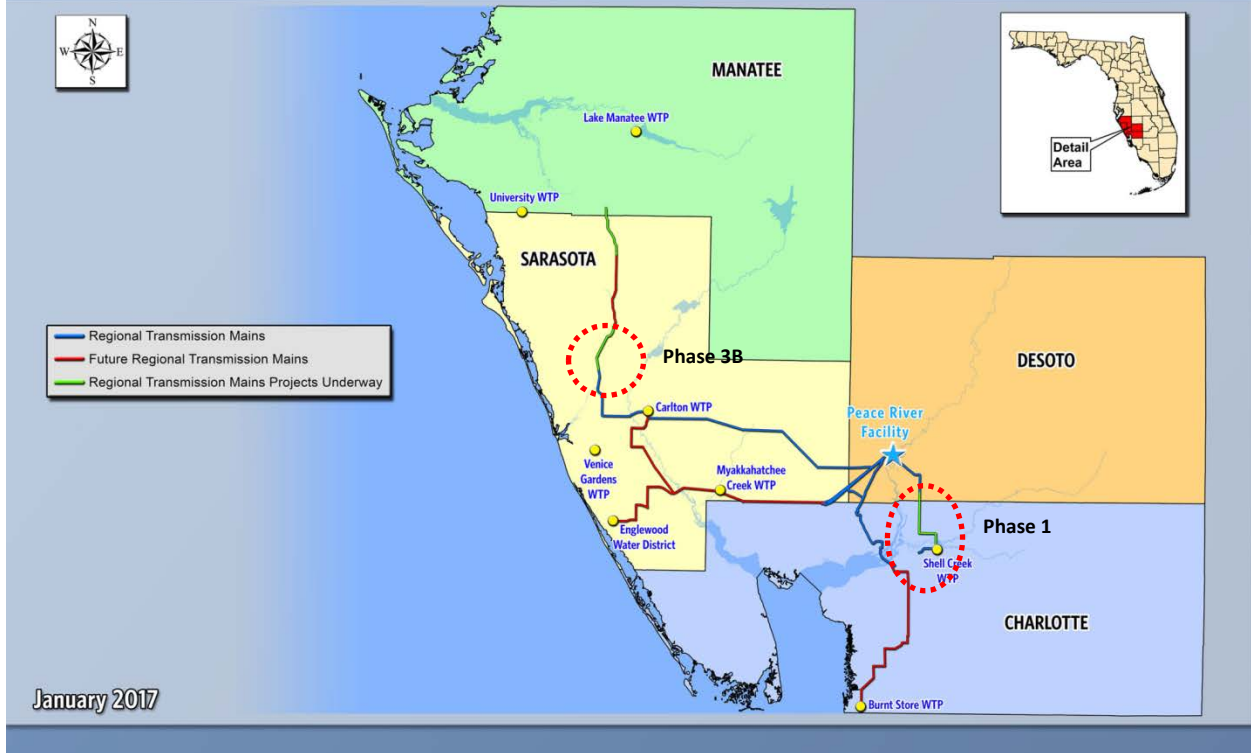 N
W
E
S
MANATEE
Lake Manatee WTP
Detail
Area
University WTP
SARASOTA
Regional Transmission Mains
Future Regional Transmission Mains
Regional Transmission Mains Projects Underway
Phase 3B
DESOTO
Carlton WTP
Peace River
Facility
Venice
Gardens
WTP
Myakkahatchee
Creek WTP
Englewood
Water District
Phase 1
Shell Creek
WTP
CHARLOTTE
January 2017
Burnt Store WTP